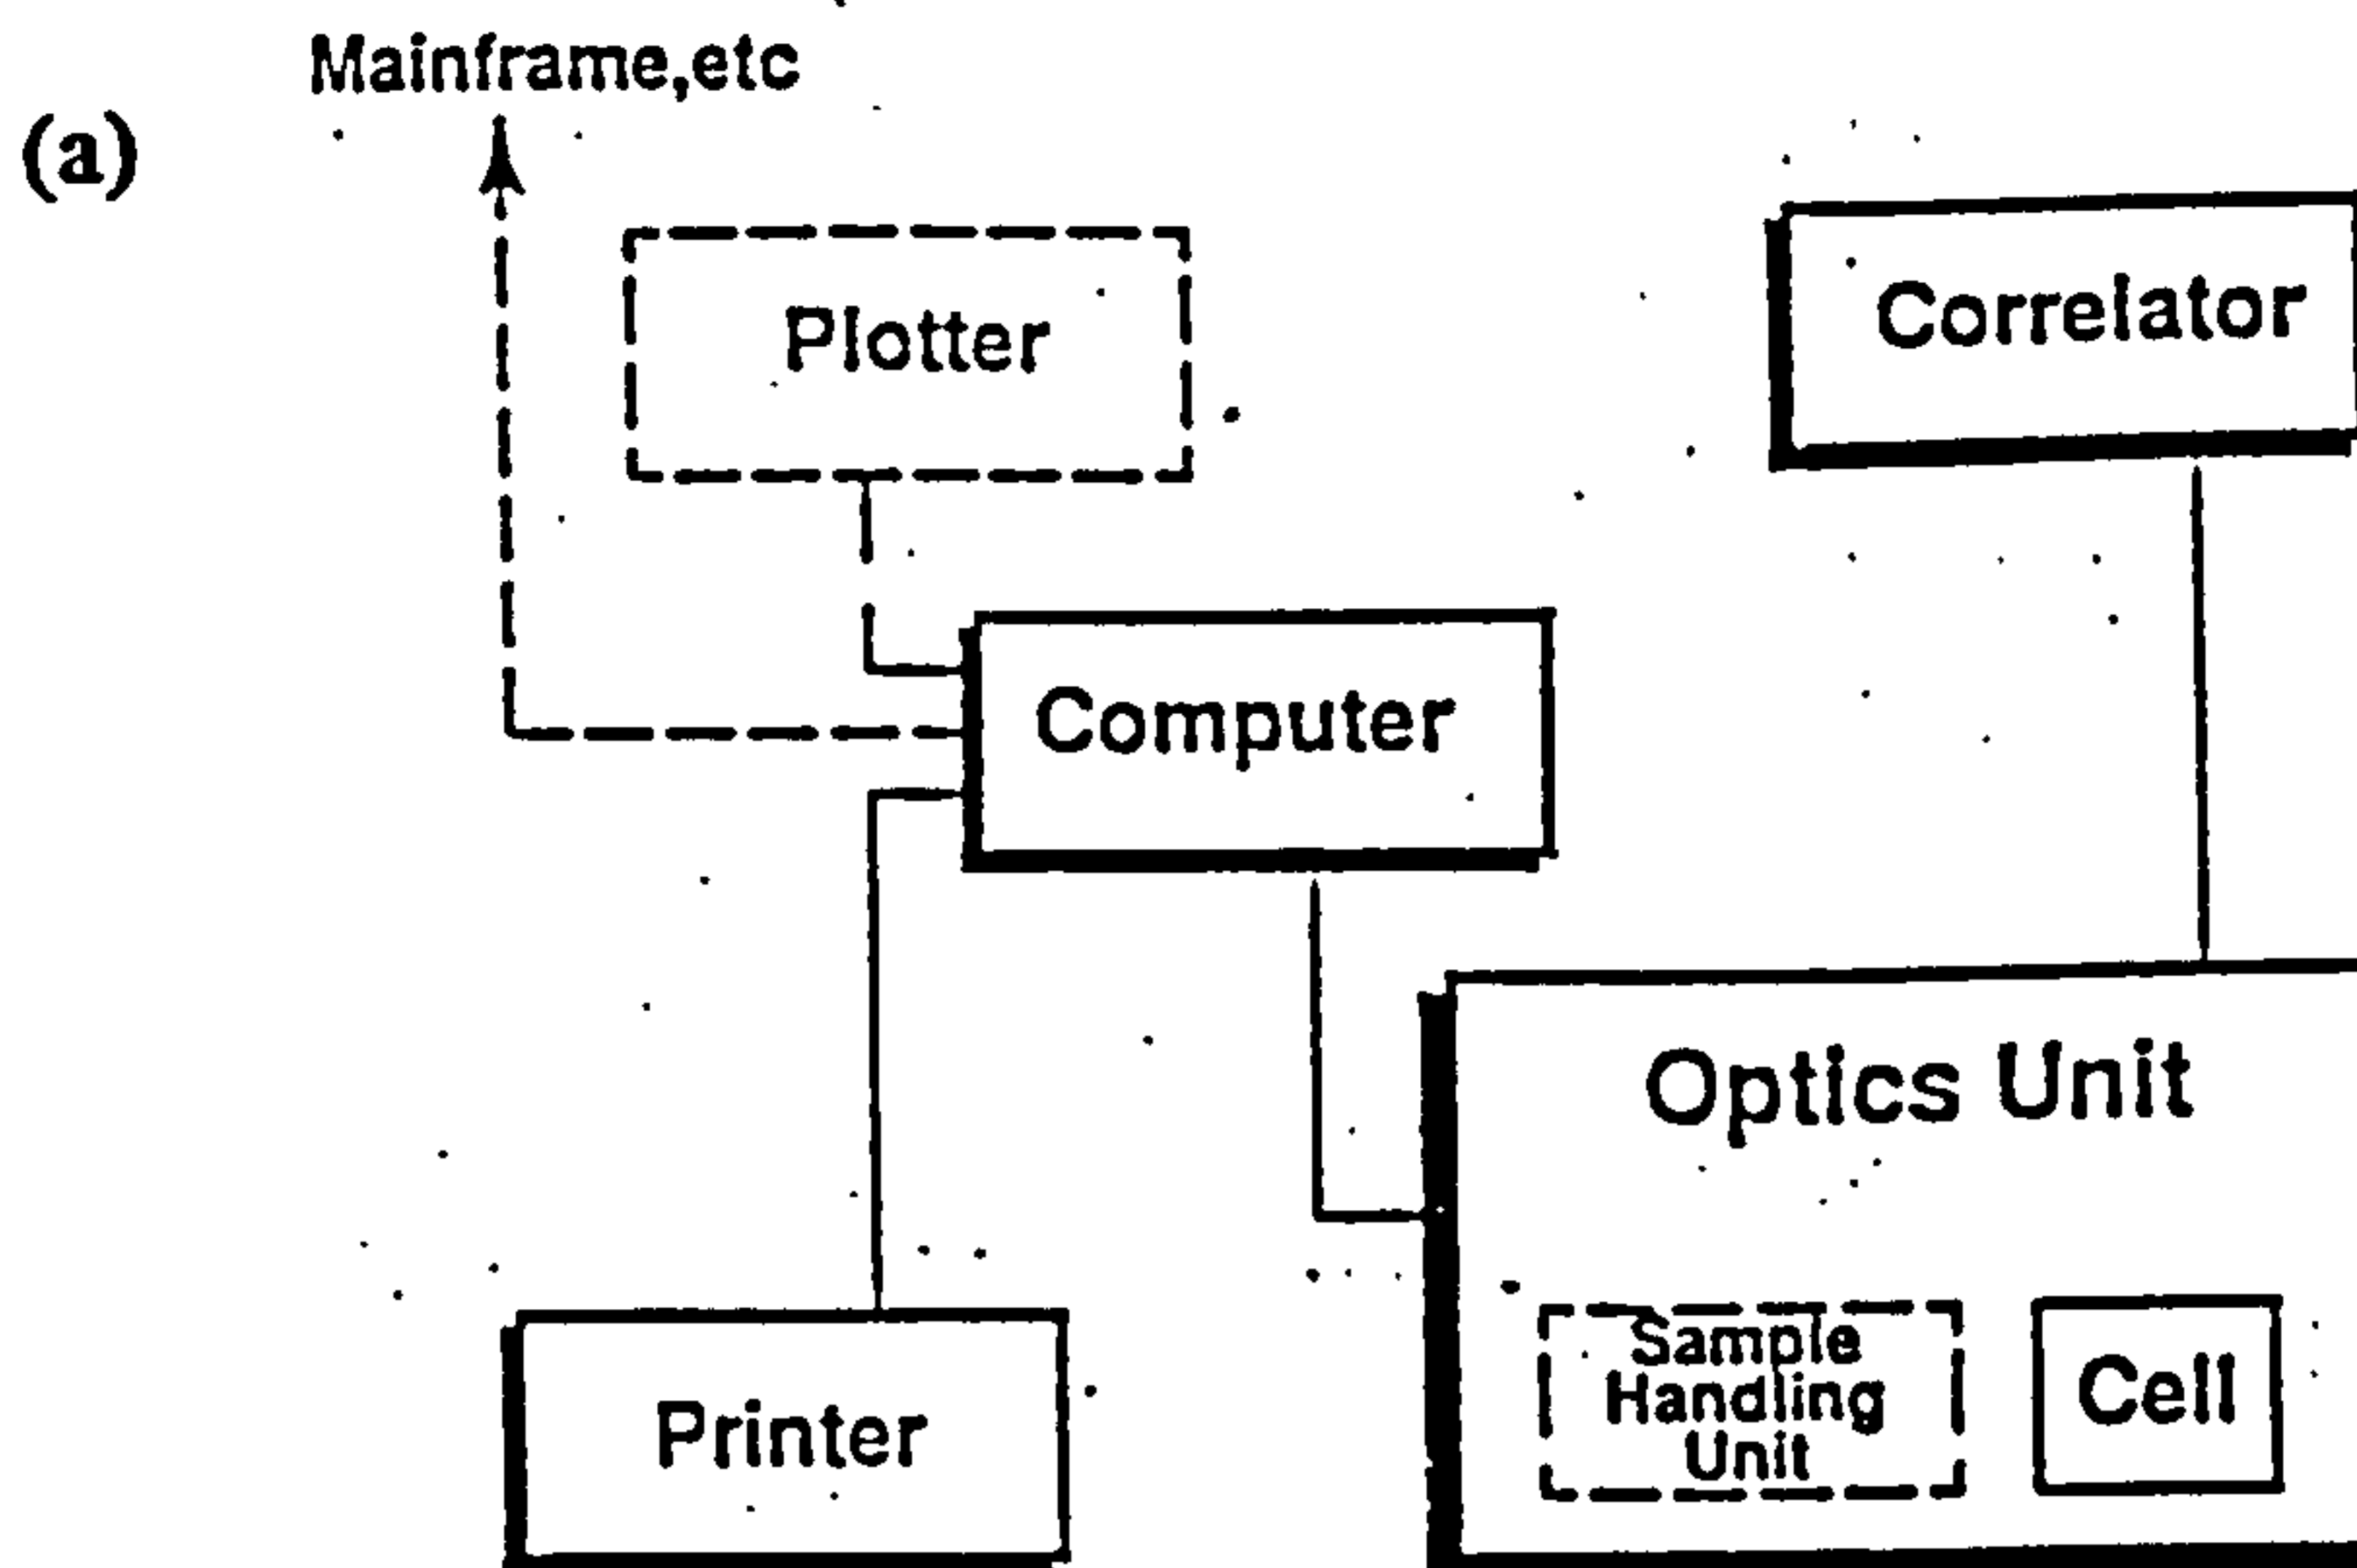 Mainframe,etc
(a)
Plotter
Correlator
Computer
Optics Unit
Sample
Handling
Unit
Cell
Printer